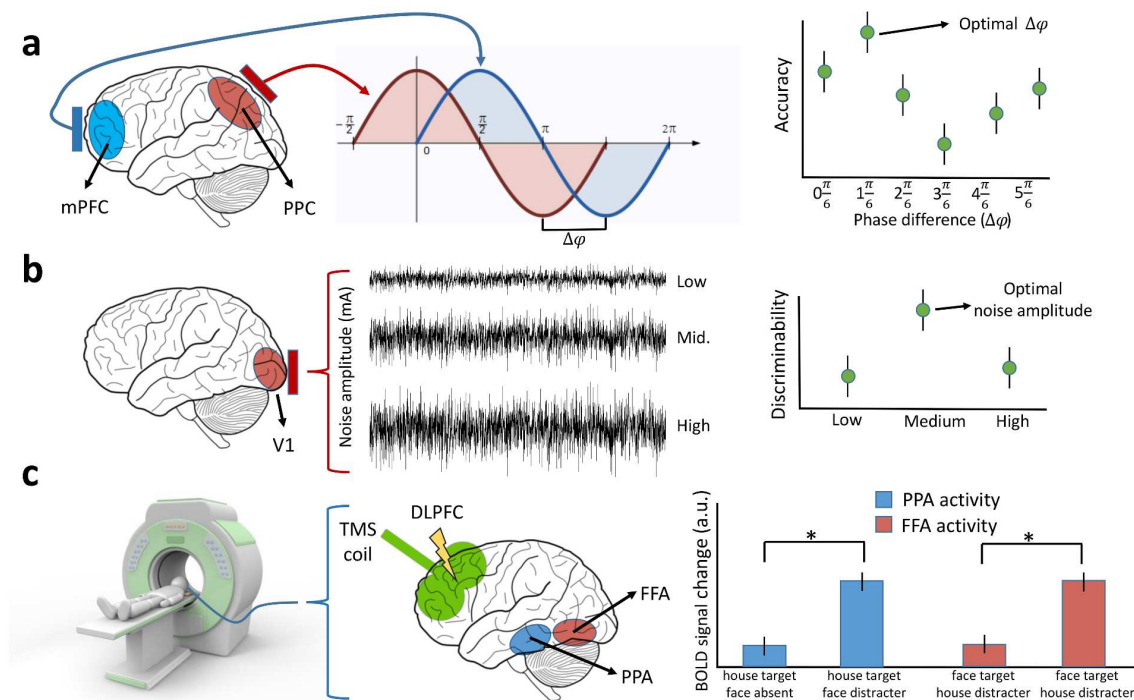 a
mPFC
PPC
-π/2
0
π/2
π
2π
Δφ
Accuracy
Optimal Δφ
0π/6 1π/6 2π/6 3π/6 4π/6 5π/6
Phase difference (Δφ)
b
V1
Noise amplitude (mA)
Low
Mid.
High
Discriminability
Optimal
noise amplitude
Low Medium High
c
TMS
coil
DLPFC
FFA
PPA
BOLD signal change (a.u.)
PPA activity
FFA activity
*
*
house target
face absent
house target
face distracter
face target
house distracter
face target
house distracter